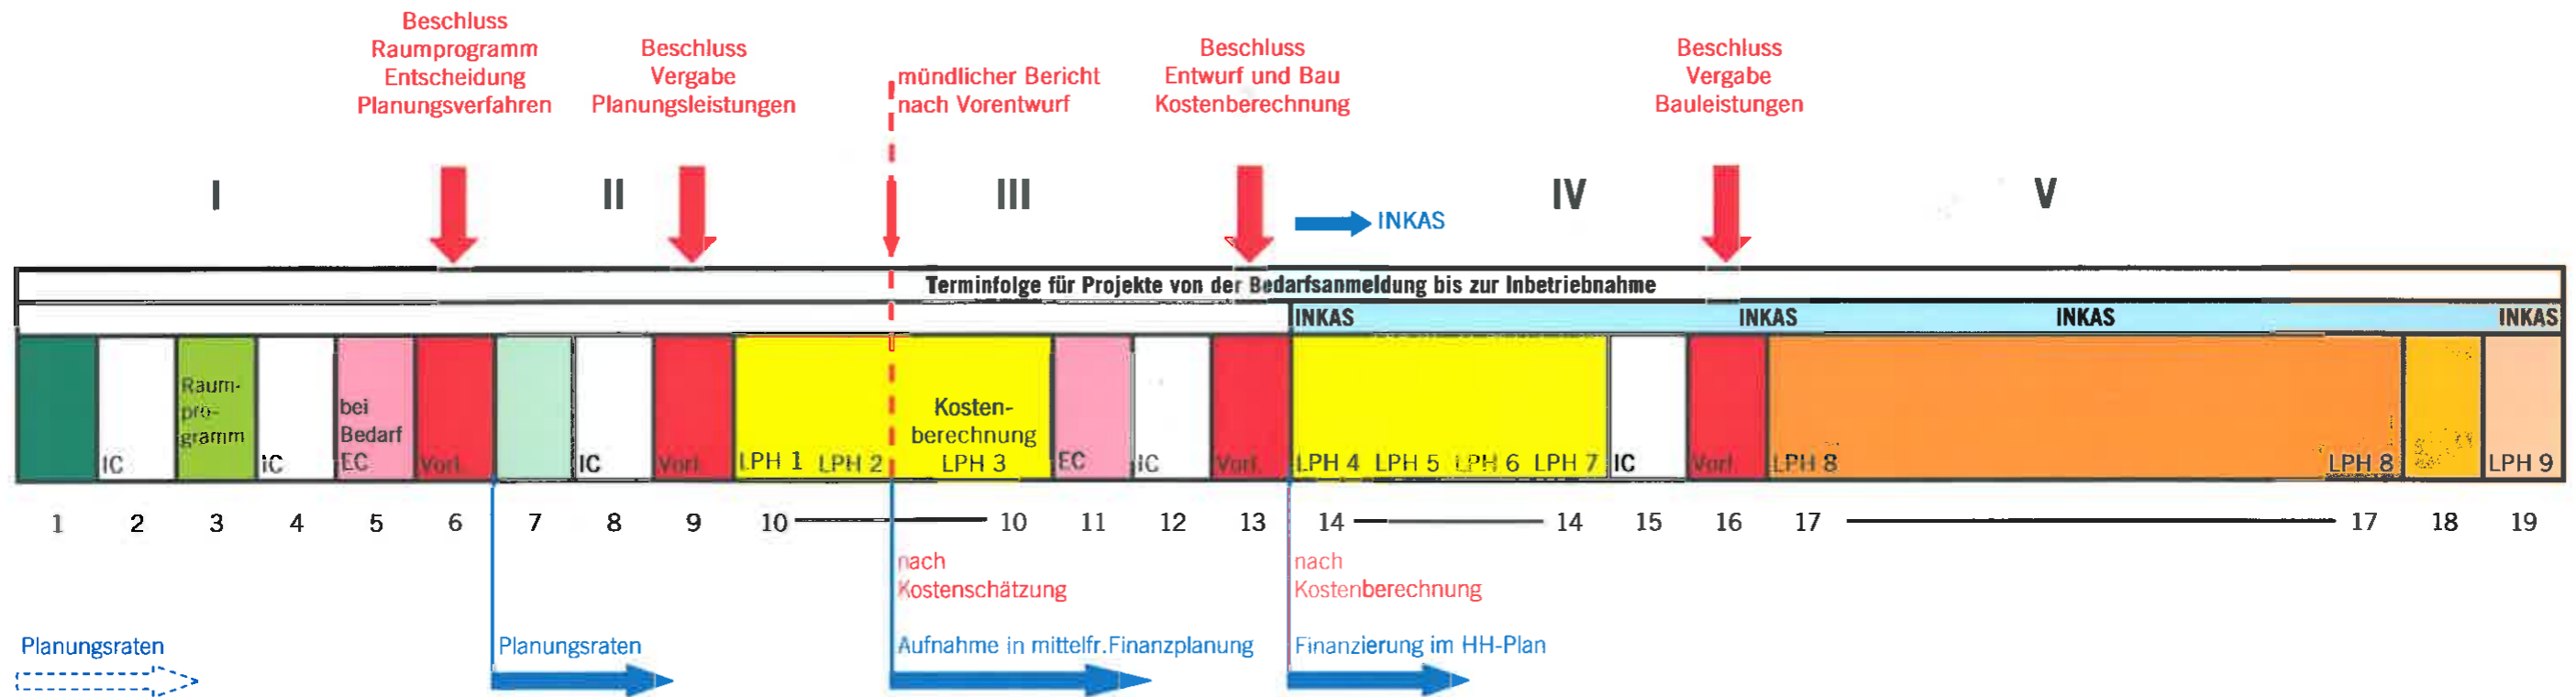 Beschluss
Raumprogramm
Entscheidung
Planungsverfahren
Beschluss
Vergabe
Planungsleistungen
mündlicher Bericht
nach Vorentwurf
Beschluss
Entwurf und Bau
Kostenberechnung
Beschluss
Vergabe
Bauleistungen
I
II
III
IV
V
INKAS
Terminfolge für Projekte von der Bedarfsanmeldung bis zur Inbetriebnahme
INKAS INKAS INKAS INKAS
IC
Raum-
pro-
gramm
IC
bei
Bedarf
EC
Vorl.
IC
Vorl.
LPH 1 LPH 2
Kosten-
berechnung
LPH 3
EC
IC
Vorl.
LPH 4 LPH 5 LPH 6 LPH 7
IC
Vorl.
LPH 8
LPH 8
LPH 9
1 2 3 4 5 6 7 8 9 10 10 11 12 13 14 14 15 16 17 17 18 19
nach
Kostenschätzung
nach
Kostenberechnung
Planungsraten
Planungsraten
Aufnahme in mittelfr.Finanzplanung
Finanzierung im HH-Plan